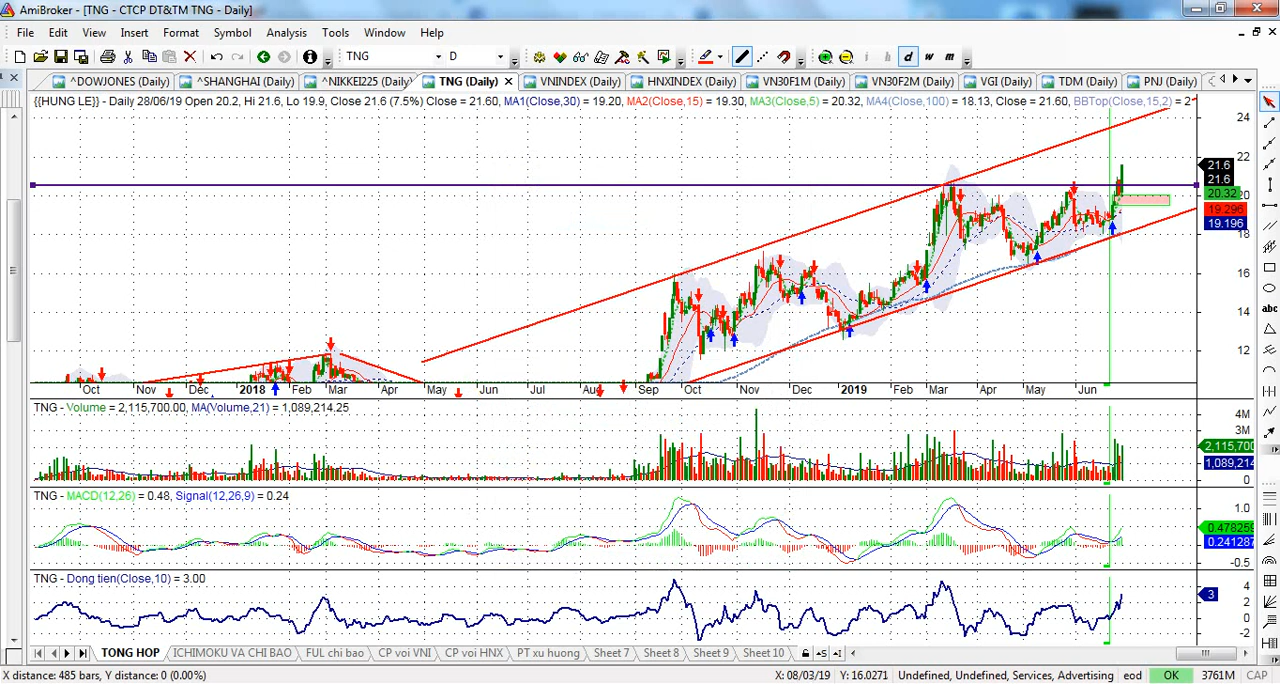 AmiBroker - [TNG - CTCP DT&TM TNG - Daily]
File Edit View Insert Format Symbol Analysis Tools Window Help
TNG D i h d w m
^DOWJONES (Daily) ^SHANGHAI (Daily) ^NIKKEI225 (Daily) TNG (Daily) VNINDEX (Daily) HNXINDEX (Daily) VN30F1M (Daily) VN30F2M (Daily) VGI (Daily) TDM (Daily) PNJ (Daily)
{{HUNG LE}} - Daily 28/06/19 Open 20.2, Hi 21.6, Lo 19.9, Close 21.6 (7.5%) Close = 21.60, MA1(Close,30) = 19.20, MA2(Close,15) = 19.30, MA3(Close,5) = 20.32, MA4(Close,100) = 18.13, Close = 21.60, BBTop(Close,15,2) = 2
24
22
21.6
21.6
20.32
20
19.296
19.196
18
16
14
12
abc
Oct Nov Dec 2018 Feb Mar Apr May Jun Jul Aug Sep Oct Nov Dec 2019 Feb Mar Apr May Jun
TNG - Volume = 2,115,700.00, MA(Volume,21) = 1,089,214.25
4M
3M
2,115,700
1,089,214
0
TNG - MACD(12,26) = 0.48, Signal(12,26,9) = 0.24
1.0
0.478259
0.241287
-0.5
TNG - Dong tien(Close,10) = 3.00
4
3
2
0
-2
TONG HOP ICHIMOKU VA CHI BAO FUL chi bao CP voi VNI CP voi HNX PT xu huong Sheet 7 Sheet 8 Sheet 9 Sheet 10
X distance: 485 bars, Y distance: 0 (0.00%) X: 08/03/19 Y: 16.0271 Undefined, Undefined, Services, Advertising eod OK 3761M CAP